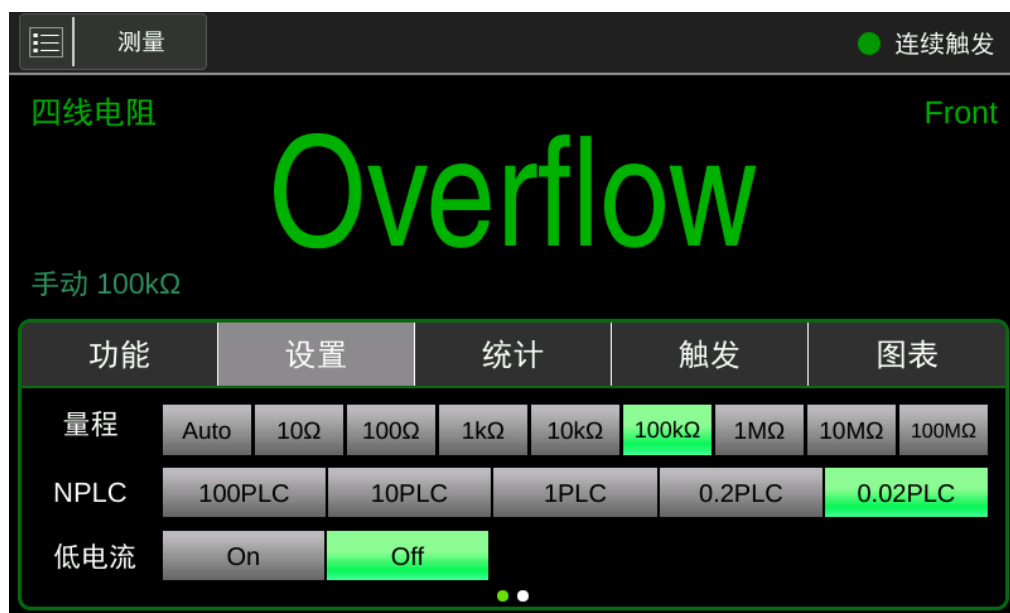 测量 连续触发
四线电阻 Front
Overflow
手动 100kΩ
功能 设置 统计 触发 图表
量程 Auto 10Ω 100Ω 1kΩ 10kΩ 100kΩ 1MΩ 10MΩ 100MΩ
NPLC 100PLC 10PLC 1PLC 0.2PLC 0.02PLC
低电流 On Off